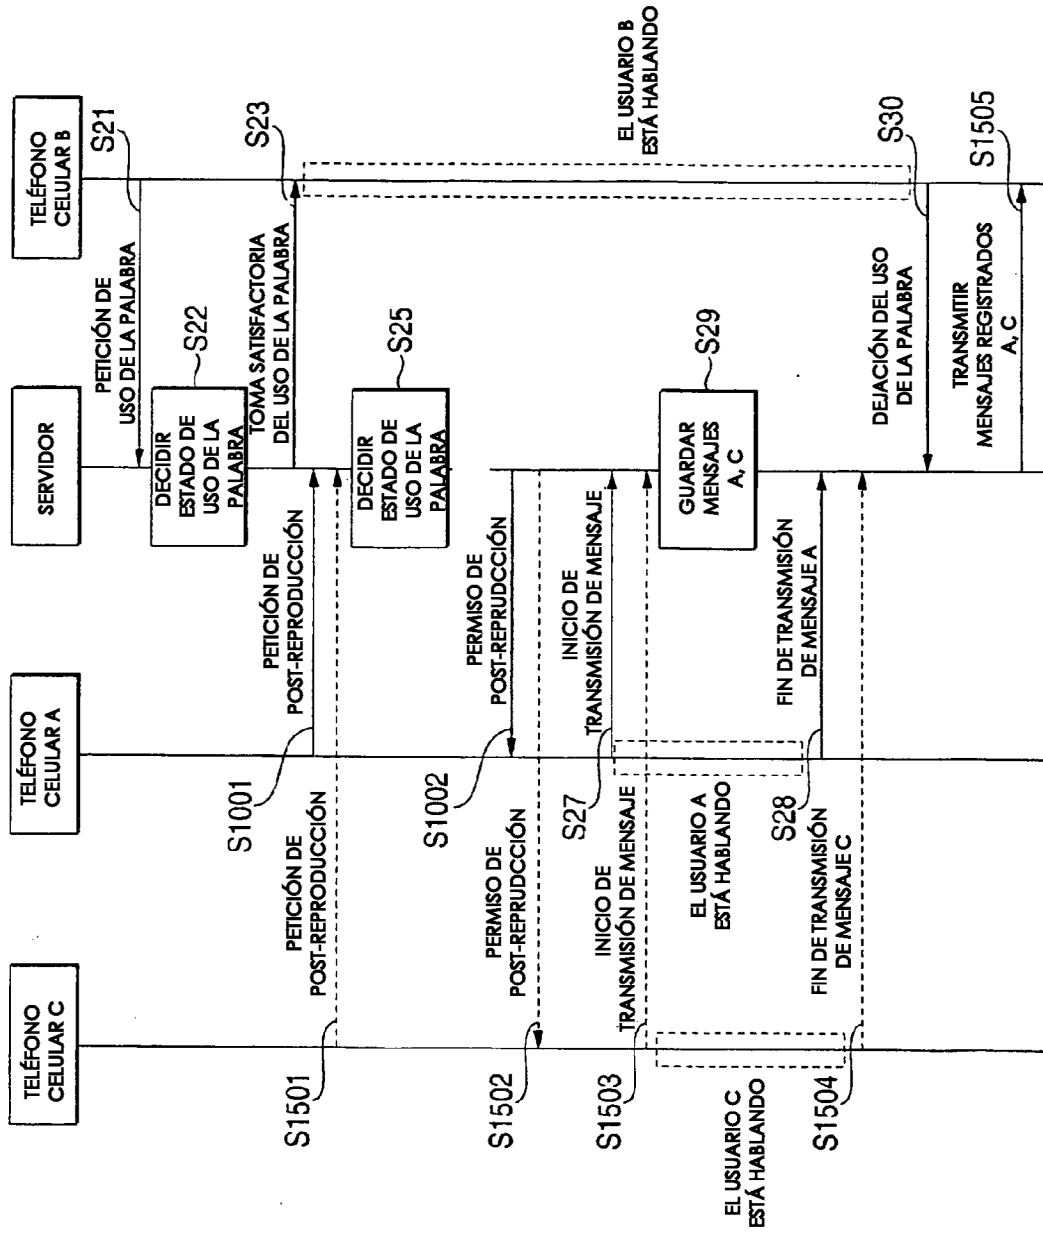 TELÉFONO
CELULAR C
TELÉFONO
CELULAR A
SERVIDOR
TELÉFONO
CELULAR B
PETICIÓN DE
USO DE LA PALABRA
S21
DECIDIR
ESTADO DE
USO DE LA
PALABRA
S22
TOMA SATISFACTORIA
DEL USO DE LA PALABRA
S23
S1001
PETICIÓN DE
POST-REPRODUCCIÓN
S1501
PETICIÓN DE
POST-REPRODUCCIÓN
DECIDIR
ESTADO DE
USO DE LA
PALABRA
S25
EL USUARIO B
ESTÁ HABLANDO
S1002
PERMISO DE
POST-REPRUDCCIÓN
S1502
PERMISO DE
POST-REPRUDCCIÓN
S27
INICIO DE
TRANSMISIÓN DE MENSAJE
S1503
INICIO DE
TRANSMISIÓN DE MENSAJE
GUARDAR
MENSAJES
A, C
S29
EL USUARIO A
ESTÁ HABLANDO
EL USUARIO C
ESTÁ HABLANDO
S28
FIN DE TRANSMISIÓN
DE MENSAJE A
S1504
FIN DE TRANSMISIÓN
DE MENSAJE C
DEJACIÓN DEL USO
DE LA PALABRA
S30
TRANSMITIR
MENSAJES REGISTRADOS
A, C
S1505